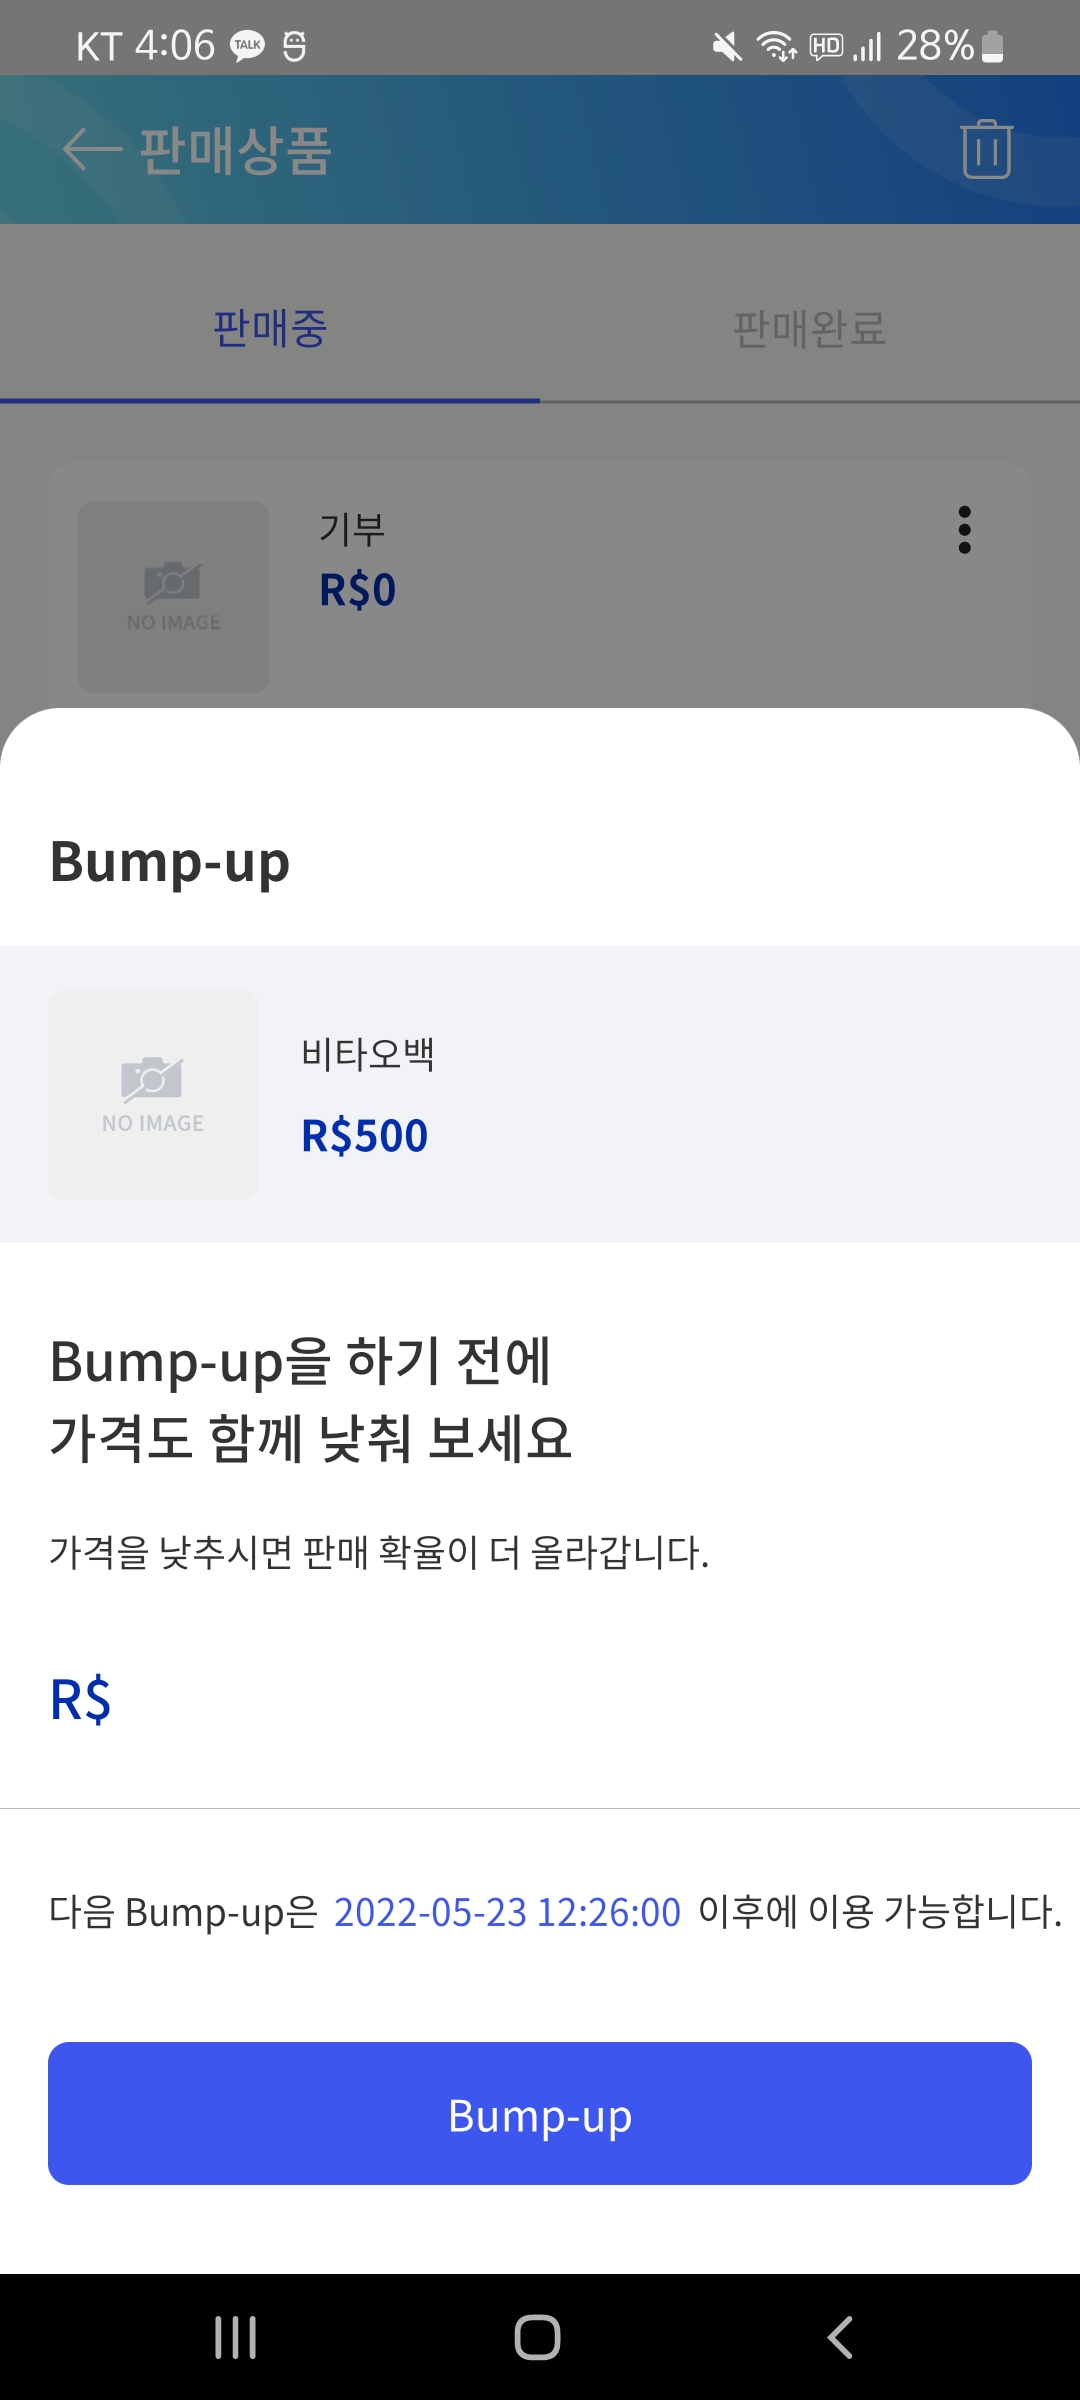 KT 4:06 TALK HD 28%
판매상품
판매중 판매완료
기부
R$0
NO IMAGE
Bump-up
비타오백
R$500
NO IMAGE
Bump-up을 하기 전에
가격도 함께 낮춰 보세요
가격을 낮추시면 판매 확율이 더 올라갑니다.
R$
다음 Bump-up은 2022-05-23 12:26:00 이후에 이용 가능합니다.
Bump-up